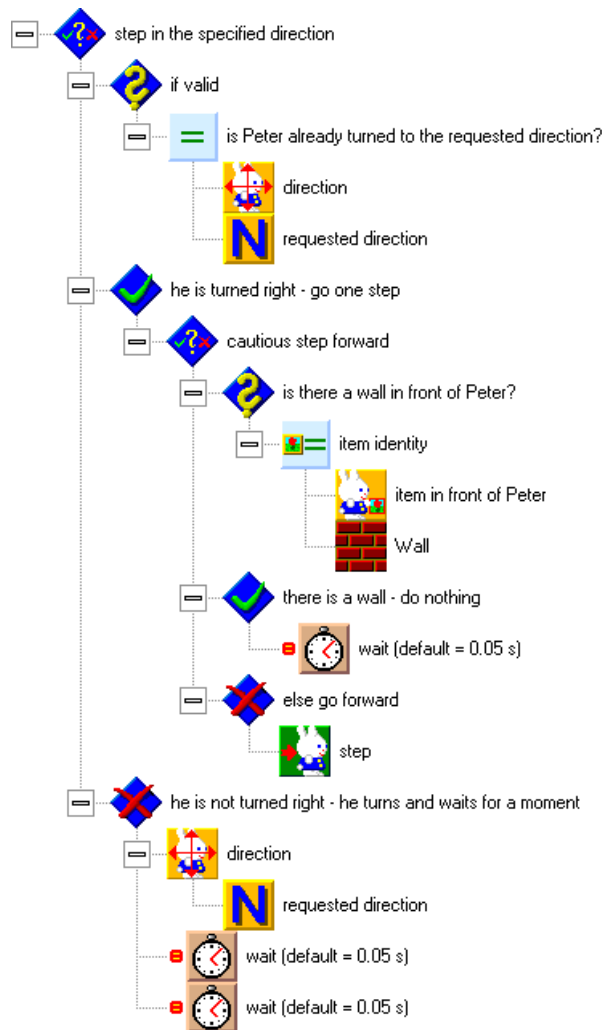 step in the specified direction
if valid
is Peter already turned to the requested direction?
direction
N requested direction
he is turned right - go one step
cautious step forward
is there a wall in front of Peter?
item identity
item in front of Peter
Wall
there is a wall - do nothing
wait (default = 0.05 s)
else go forward
step
he is not turned right - he turns and waits for a moment
direction
N requested direction
wait (default = 0.05 s)
wait (default = 0.05 s)